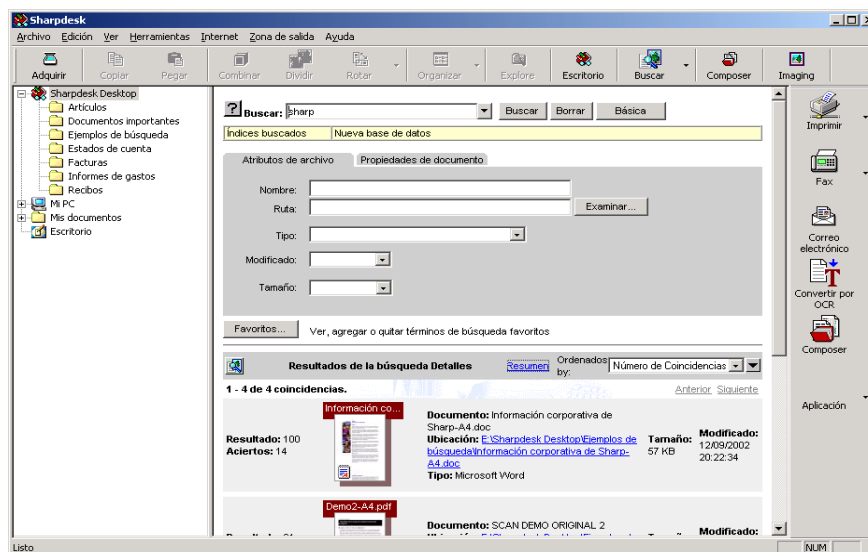 Sharpdesk
Archivo Edición Ver Herramientas Internet Zona de salida Ayuda
Adquirir Copiar Pegar Combinar Dividir Rotar Organizar Explore Escritorio Buscar Composer Imaging
Sharpdesk Desktop
Artículos
Documentos importantes
Ejemplos de búsqueda
Estados de cuenta
Facturas
Informes de gastos
Recibos
Mi PC
Mis documentos
Escritorio
? Buscar: sharp Buscar Borrar Básica
Índices buscados Nueva base de datos
Atributos de archivo Propiedades de documento
Nombre:
Ruta: Examinar...
Tipo:
Modificado:
Tamaño:
Favoritos... Ver, agregar o quitar términos de búsqueda favoritos
Resultados de la búsqueda Detalles Resumen Ordenados by: Número de Coincidencias
1 - 4 de 4 coincidencias. Anterior Siguiente
Información co...
Resultado: 100
Aciertos: 14
Documento: Información corporativa de
Sharp-A4.doc
Ubicación: E:\Sharpdesk Desktop\Ejemplos de
búsqueda\Información corporativa de Sharp-
A4.doc
Tipo: Microsoft Word
Tamaño:
57 KB
Modificado:
12/09/2002
20:22:34
Demo2-A4.pdf
Documento: SCAN DEMO ORIGINAL 2
Modificado:
Imprimir
Fax
Correo
electrónico
Convertir por
OCR
Composer
Aplicación
Listo NUM